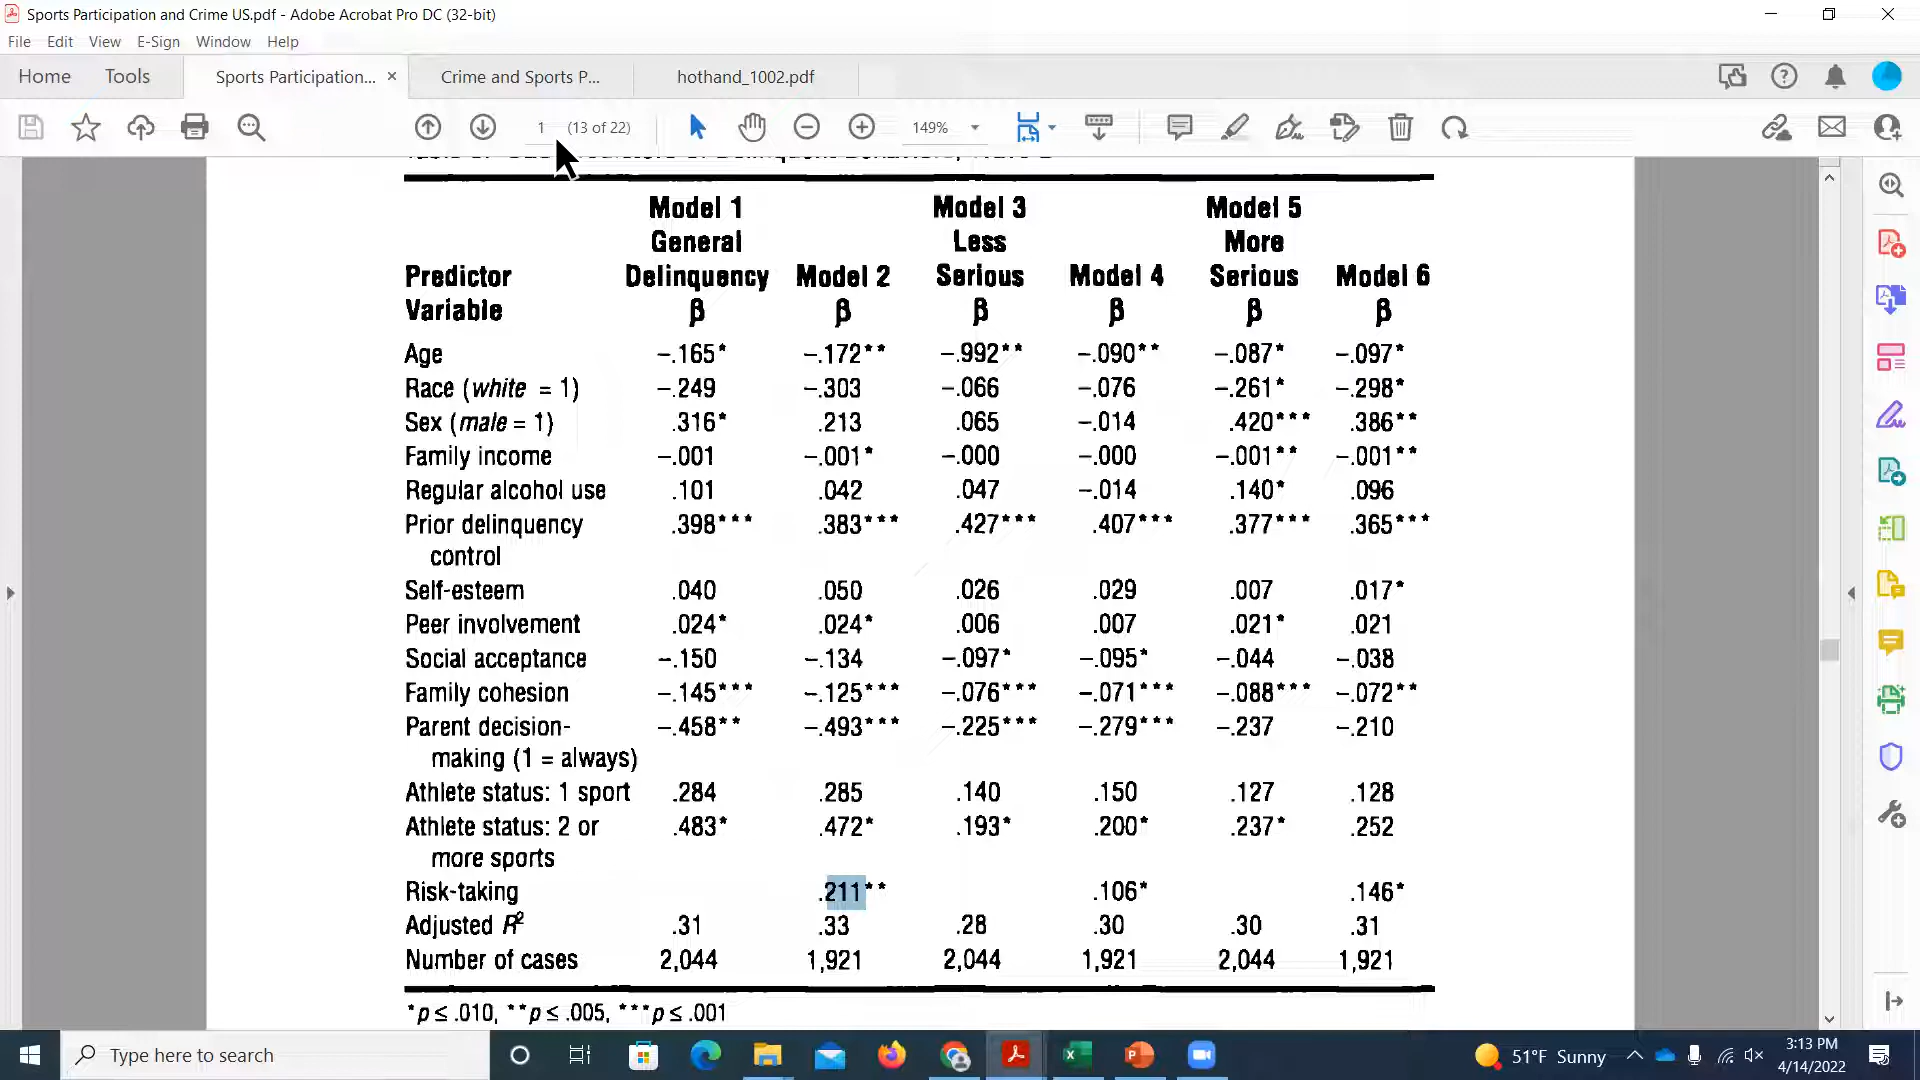 Sports Participation and Crime US.pdf - Adobe Acrobat Pro DC (32-bit)
File Edit View E-Sign Window Help
Home Tools Sports Participation... × Crime and Sports P... hothand_1002.pdf
1 (13 of 22) 149%
Model 1 Model 3 Model 5
General Less More
Predictor Delinquency Model 2 Serious Model 4 Serious Model 6
Variable β β β β β β
Age –.165* –.172** –.992** –.090** –.087* –.097*
Race (white = 1) –.249 –.303 –.066 –.076 –.261* –.298*
Sex (male = 1) .316* .213 .065 –.014 .420*** .386**
Family income –.001 –.001* –.000 –.000 –.001** –.001**
Regular alcohol use .101 .042 .047 –.014 .140* .096
Prior delinquency .398*** .383*** .427*** .407*** .377*** .365***
control
Self-esteem .040 .050 .026 .029 .007 .017*
Peer involvement .024* .024* .006 .007 .021* .021
Social acceptance –.150 –.134 –.097* –.095* –.044 –.038
Family cohesion –.145*** –.125*** –.076*** –.071*** –.088*** –.072**
Parent decision- –.458** –.493*** –.225*** –.279*** –.237 –.210
making (1 = always)
Athlete status: 1 sport .284 .285 .140 .150 .127 .128
Athlete status: 2 or .483* .472* .193* .200* .237* .252
more sports
Risk-taking .211** .106* .146*
Adjusted R² .31 .33 .28 .30 .30 .31
Number of cases 2,044 1,921 2,044 1,921 2,044 1,921
*p ≤ .010, **p ≤ .005, ***p ≤ .001
Type here to search
51°F Sunny
3:13 PM
4/14/2022